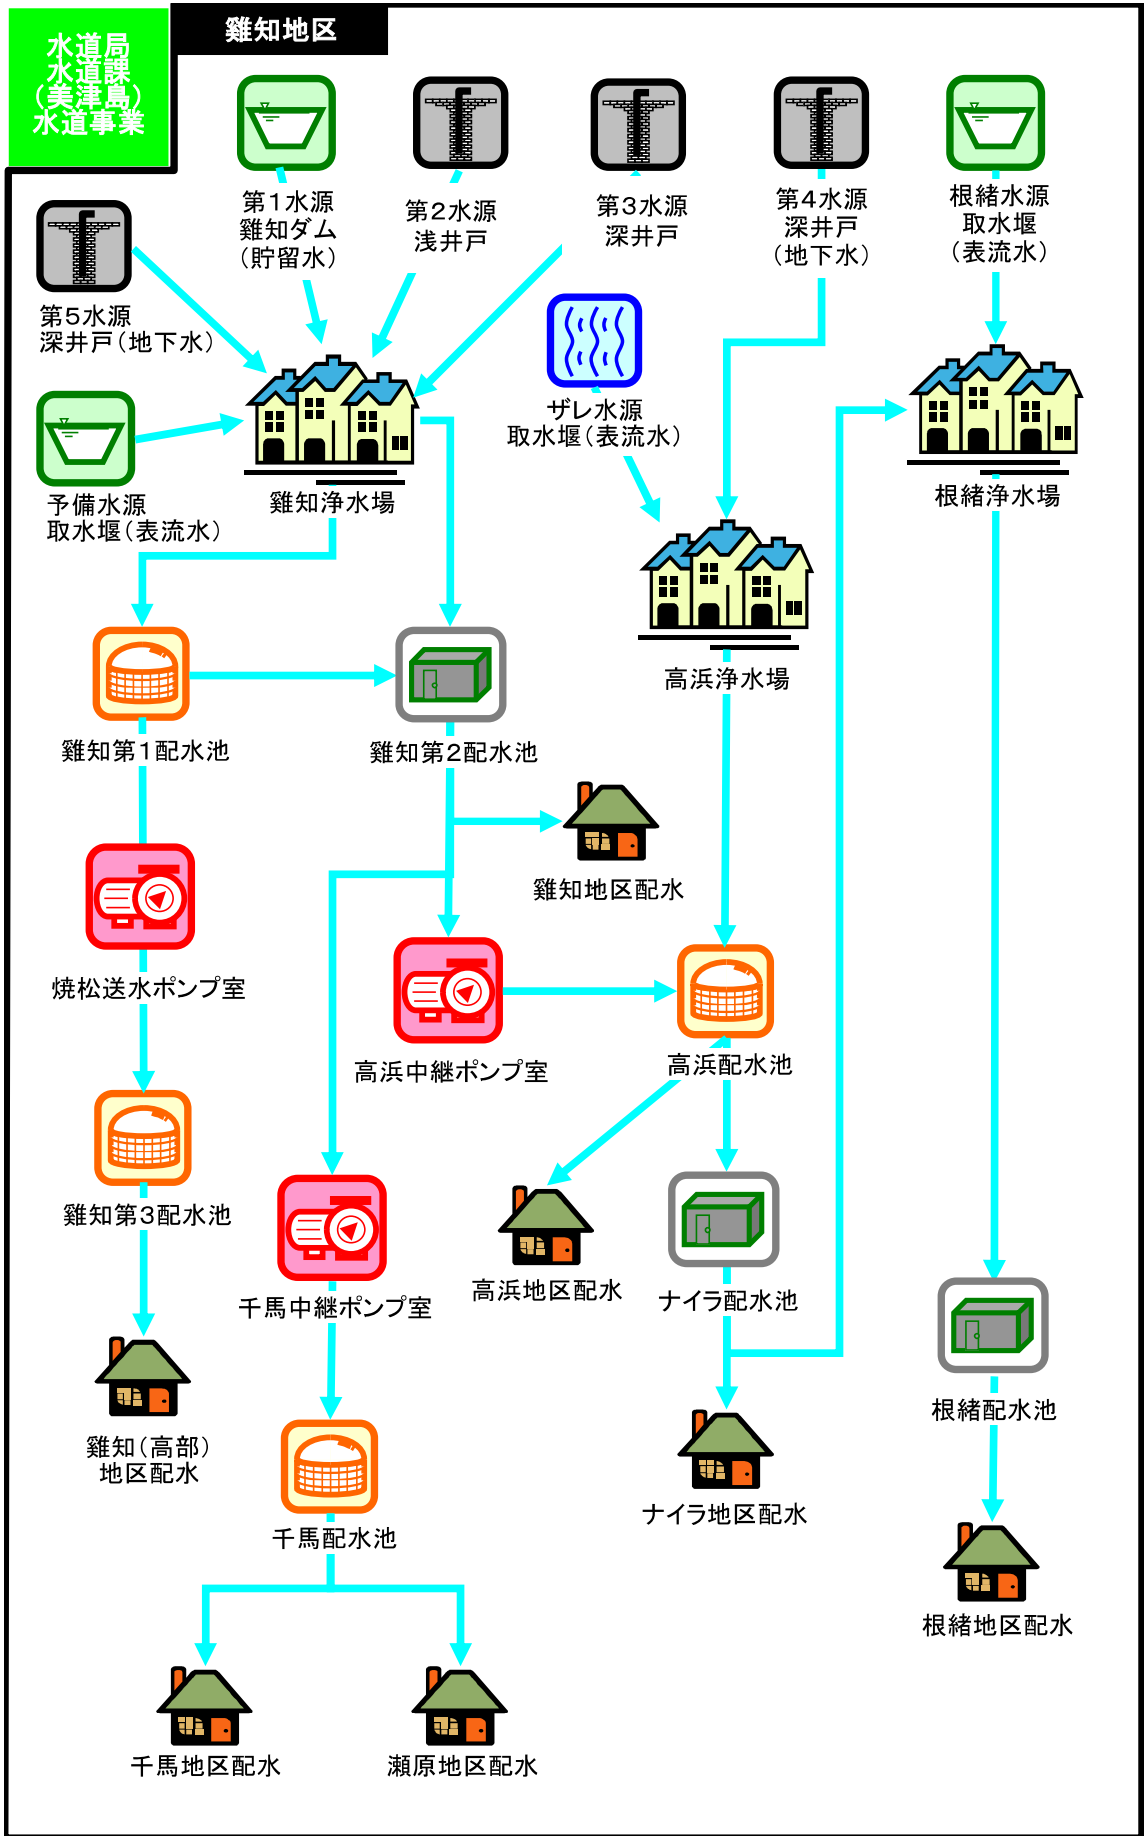 水道局
水道課
(美津島)
水道事業
雞知地区
第1水源
雞知ダム
(貯留水)
第2水源
浅井戸
第3水源
深井戸
第4水源
深井戸
(地下水)
根緒水源
取水堰
(表流水)
第5水源
深井戸(地下水)
ザレ水源
取水堰(表流水)
予備水源
取水堰(表流水)
雞知浄水場
根緒浄水場
高浜浄水場
雞知第1配水池
雞知第2配水池
雞知地区配水
焼松送水ポンプ室
高浜中継ポンプ室
高浜配水池
雞知第3配水池
高浜地区配水
ナイラ配水池
千馬中継ポンプ室
根緒配水池
雞知(高部)
地区配水
ナイラ地区配水
千馬配水池
根緒地区配水
千馬地区配水
瀬原地区配水